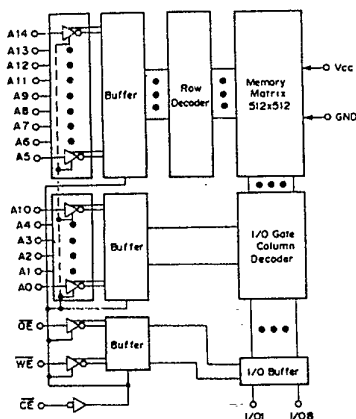 A14
A13
A12
A11
A9
A8
A7
A6
A5
Buffer
Row
Decoder
Memory
Matrix
512x512
Vcc
GND
A10
A4
A3
A2
A1
A0
Buffer
I/O Gate
Column
Decoder
OE
WE
CE
Buffer
I/O Buffer
I/O1 I/O8